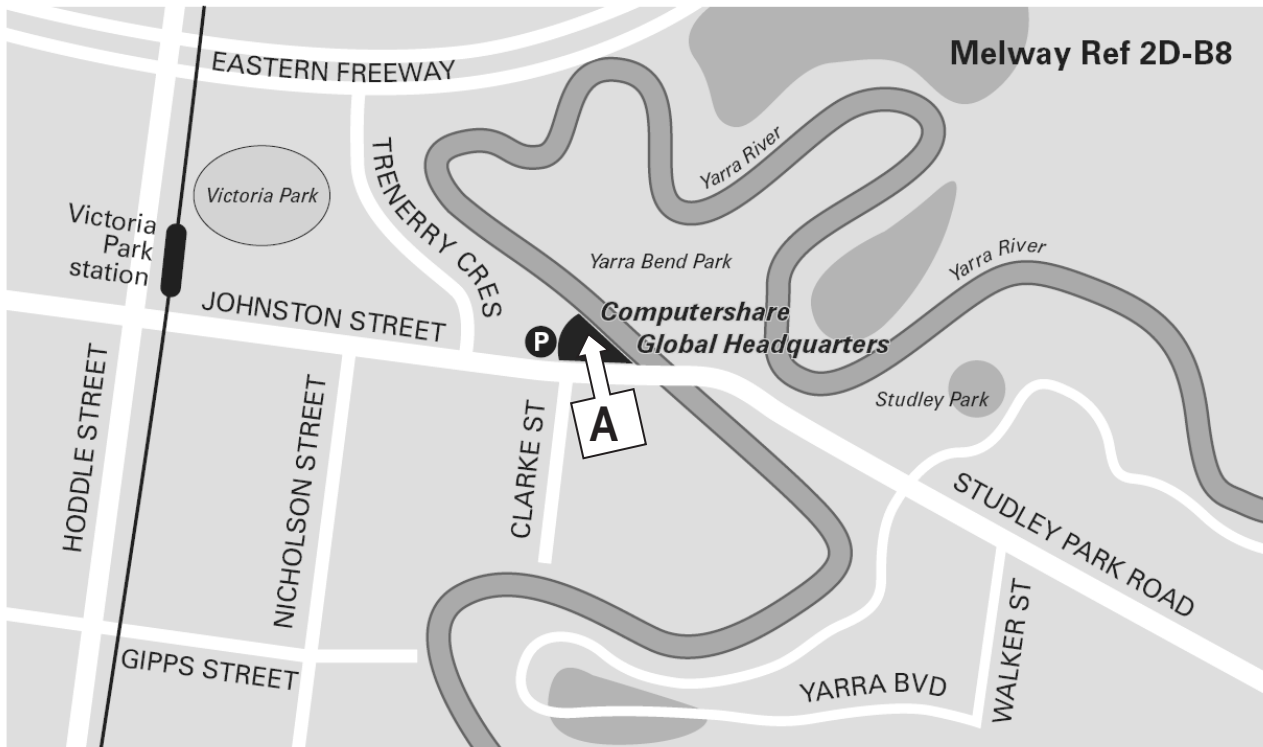 Melway Ref 2D-B8
EASTERN FREEWAY
TRENERRY CRES
Yarra River
Victoria Park
Victoria
Park
station
Yarra Bend Park
Yarra River
JOHNSTON STREET
Computershare
Global Headquarters
P
A
Studley Park
HODDLE STREET
NICHOLSON STREET
CLARKE ST
STUDLEY PARK ROAD
WALKER ST
GIPPS STREET
YARRA BVD